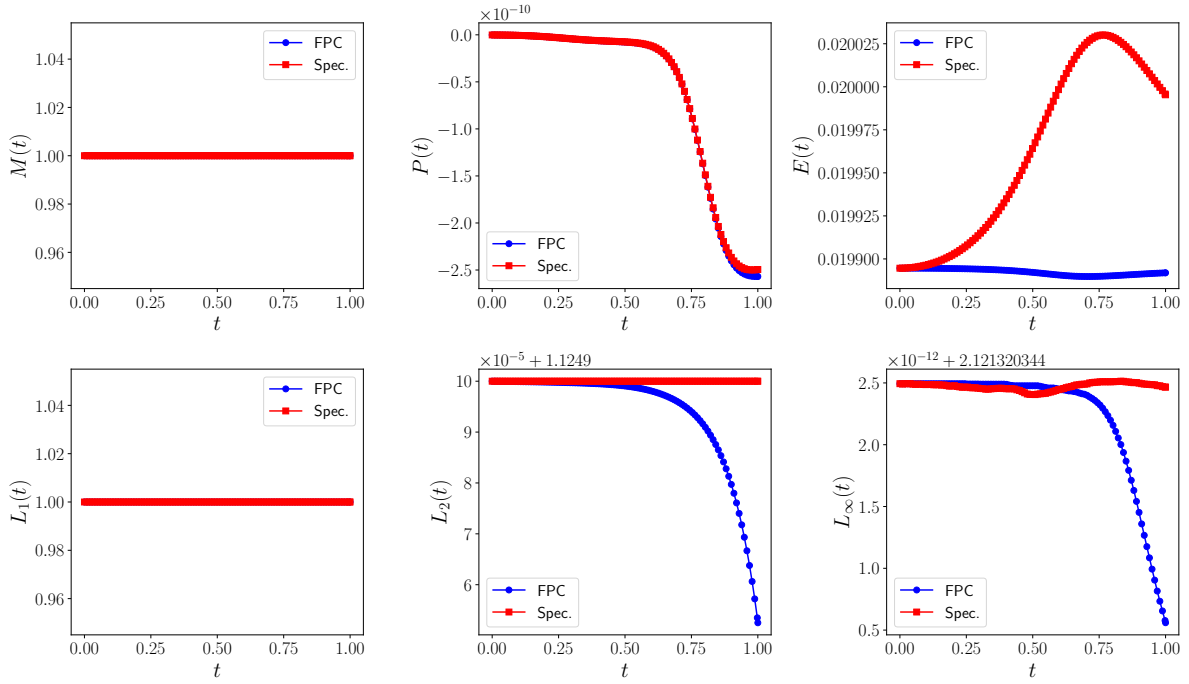 1.04
1.02
1.00
0.98
0.96
M(t)
FPC
Spec.
0.00 0.25 0.50 0.75 1.00
t
×10⁻¹⁰
0.0
−0.5
−1.0
−1.5
−2.0
−2.5
P(t)
FPC
Spec.
0.00 0.25 0.50 0.75 1.00
t
0.020025
0.020000
0.019975
0.019950
0.019925
0.019900
E(t)
FPC
Spec.
0.00 0.25 0.50 0.75 1.00
t
1.04
1.02
1.00
0.98
0.96
L₁(t)
FPC
Spec.
0.00 0.25 0.50 0.75 1.00
t
×10⁻⁵ + 1.1249
10
9
8
7
6
L₂(t)
FPC
Spec.
0.00 0.25 0.50 0.75 1.00
t
×10⁻¹² + 2.121320344
2.5
2.0
1.5
1.0
0.5
L∞(t)
FPC
Spec.
0.00 0.25 0.50 0.75 1.00
t